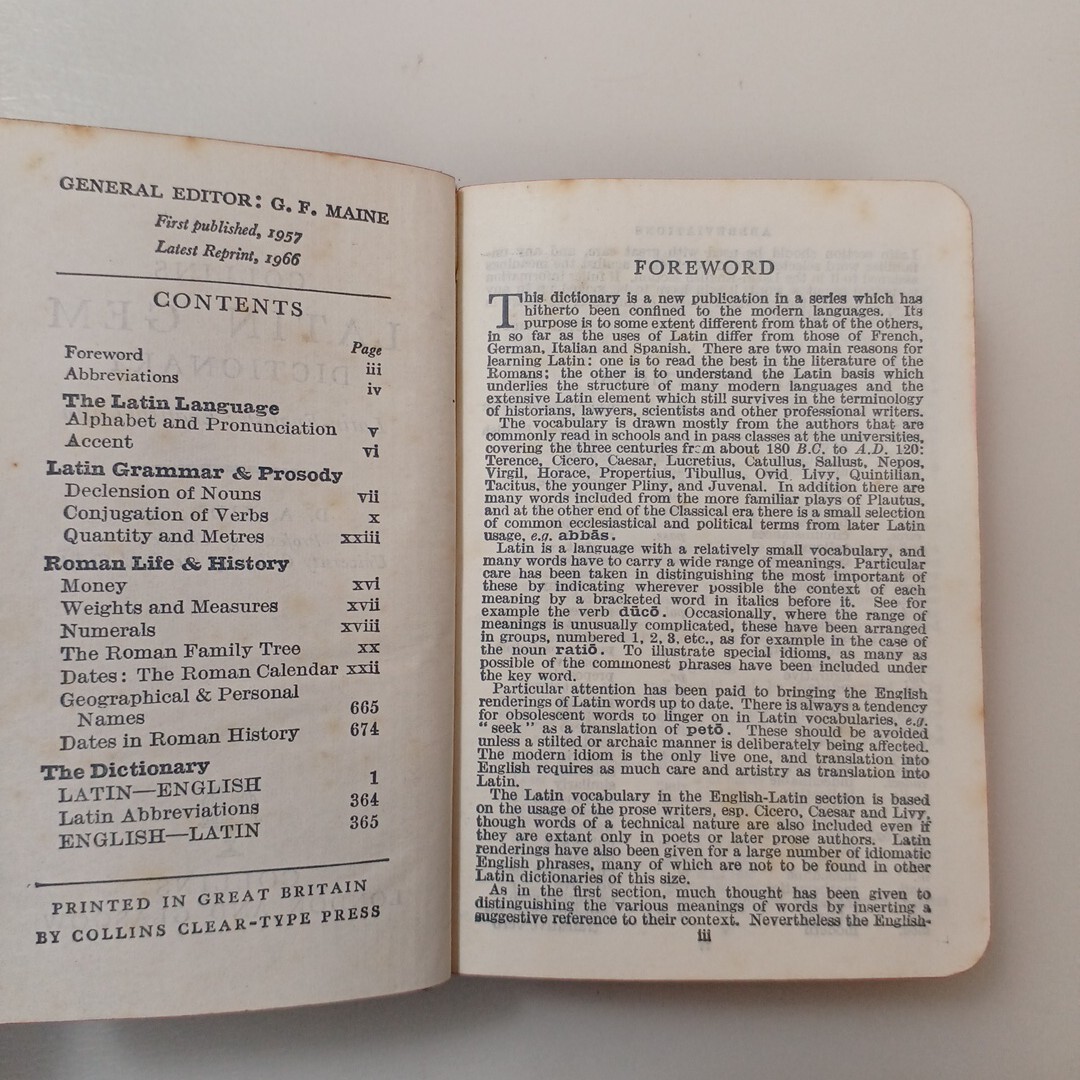 GENERAL EDITOR: G. F. MAINE
First published, 1957
Latest Reprint, 1966
CONTENTS
Page
Foreword iii
Abbreviations iv
The Latin Language
Alphabet and Pronunciation v
Accent vi
Latin Grammar & Prosody
Declension of Nouns vii
Conjugation of Verbs x
Quantity and Metres xxiii
Roman Life & History
Money xvi
Weights and Measures xvii
Numerals xviii
The Roman Family Tree xx
Dates: The Roman Calendar xxii
Geographical & Personal
Names 665
Dates in Roman History 674
The Dictionary
LATIN—ENGLISH 1
Latin Abbreviations 364
ENGLISH—LATIN 365
PRINTED IN GREAT BRITAIN
BY COLLINS CLEAR-TYPE PRESS
FOREWORD
This dictionary is a new publication in a series which has
hitherto been confined to the modern languages. Its
purpose is to some extent different from that of the others,
in so far as the uses of Latin differ from those of French,
German, Italian and Spanish. There are two main reasons for
learning Latin: one is to read the best in the literature of the
Romans; the other is to understand the Latin basis which
underlies the structure of many modern languages and the
extensive Latin element which still survives in the terminology
of historians, lawyers, scientists and other professional writers.
The vocabulary is drawn mostly from the authors that are
commonly read in schools and in pass classes at the universities,
covering the three centuries from about 180 B.C. to A.D. 120:
Terence, Cicero, Caesar, Lucretius, Catullus, Sallust, Nepos,
Virgil, Horace, Propertius, Tibullus, Ovid, Livy, Quintilian,
Tacitus, the younger Pliny, and Juvenal. In addition there are
many words included from the more familiar plays of Plautus,
and at the other end of the Classical era there is a small selection
of common ecclesiastical and political terms from later Latin
usage, e.g. abbās.
Latin is a language with a relatively small vocabulary, and
many words have to carry a wide range of meanings. Particular
care has been taken in distinguishing the most important of
these by indicating wherever possible the context of each
meaning by a bracketed word in italics before it. See for
example the verb dūcō. Occasionally, where the range of
meanings is unusually complicated, these have been arranged
in groups, numbered 1, 2, 3, etc., as for example in the case of
the noun ratiō. To illustrate special idioms, as many as
possible of the commonest phrases have been included under
the key word.
Particular attention has been paid to bringing the English
renderings of Latin words up to date. There is always a tendency
for obsolescent words to linger on in Latin vocabularies, e.g.
"seek" as a translation of petō. These should be avoided
unless a stilted or archaic manner is deliberately being affected.
The modern idiom is the only live one, and translation into
English requires as much care and artistry as translation into
Latin.
The Latin vocabulary in the English-Latin section is based
on the usage of the prose writers, esp. Cicero, Caesar and Livy,
though words of a technical nature are also included even if
they are extant only in poets or later prose authors. Latin
renderings have also been given for a large number of idiomatic
English phrases, many of which are not to be found in other
Latin dictionaries of this size.
As in the first section, much thought has been given to
distinguishing the various meanings of words by inserting a
suggestive reference to their context. Nevertheless the English-
iii